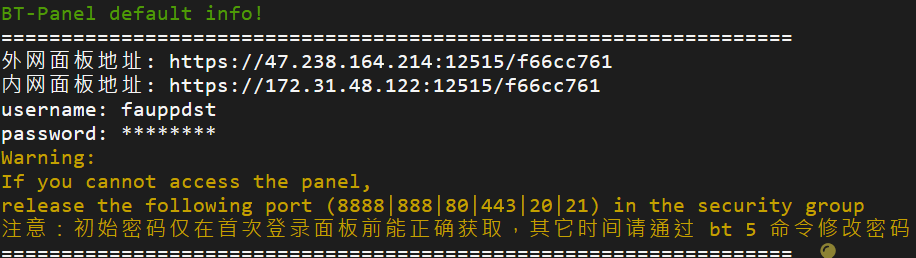 BT-Panel default info!
==================================================================
外网面板地址: https://47.238.164.214:12515/f66cc761
内网面板地址: https://172.31.48.122:12515/f66cc761
username: fauppdst
password: ********
Warning:
If you cannot access the panel,
release the following port (8888|888|80|443|20|21) in the security group
注意：初始密码仅在首次登录面板前能正确获取，其它时间请通过 bt 5 命令修改密码
==================================================================